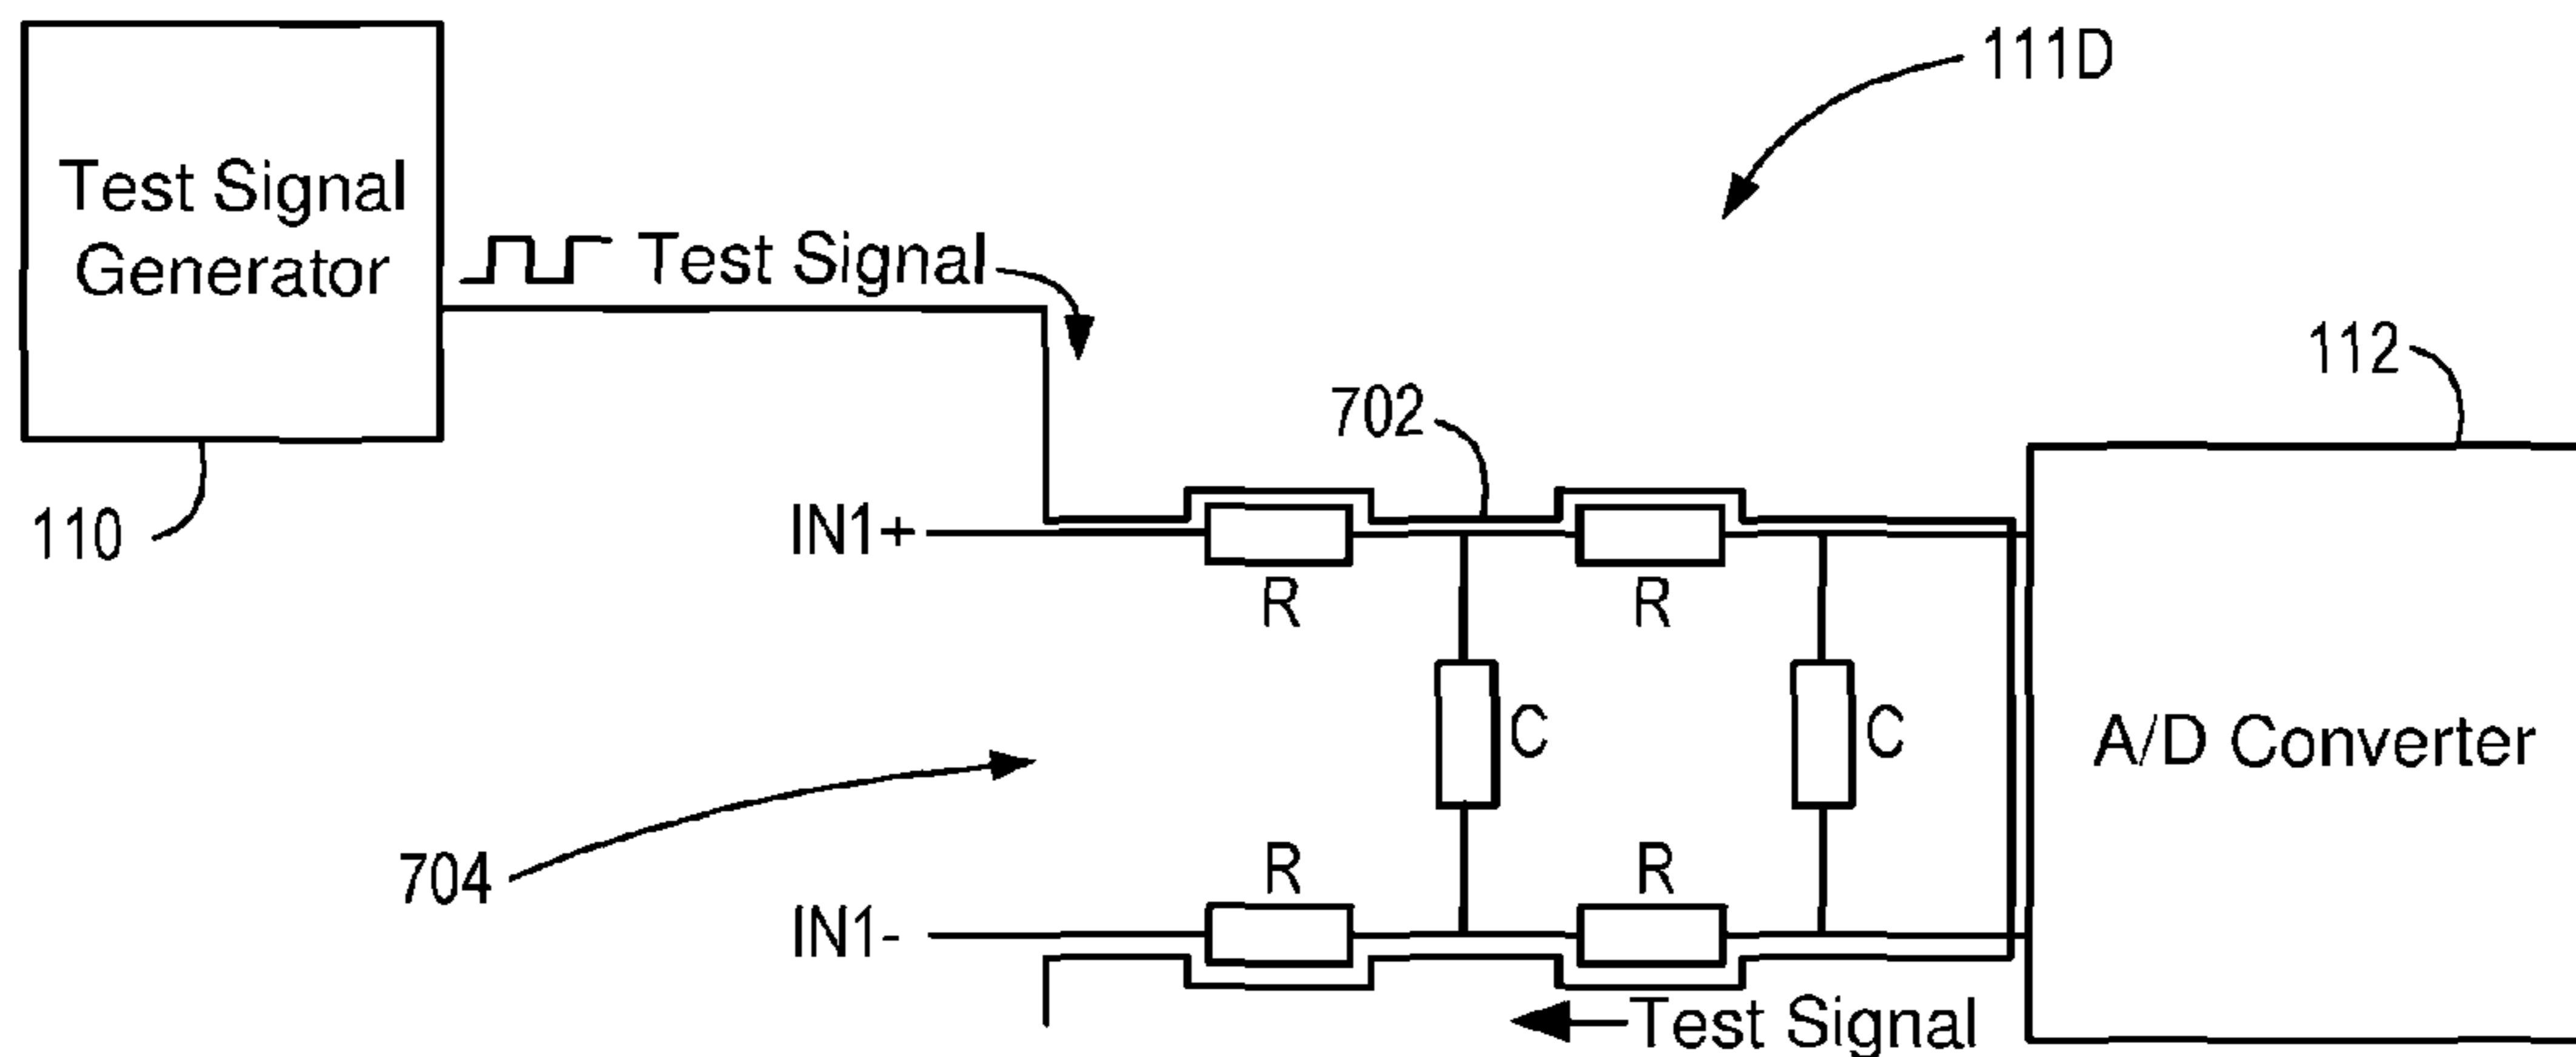 111D
Test Signal
Generator
Test Signal
112
702
110
IN1+
R
R
C
C
A/D Converter
704
R
R
IN1-
Test Signal